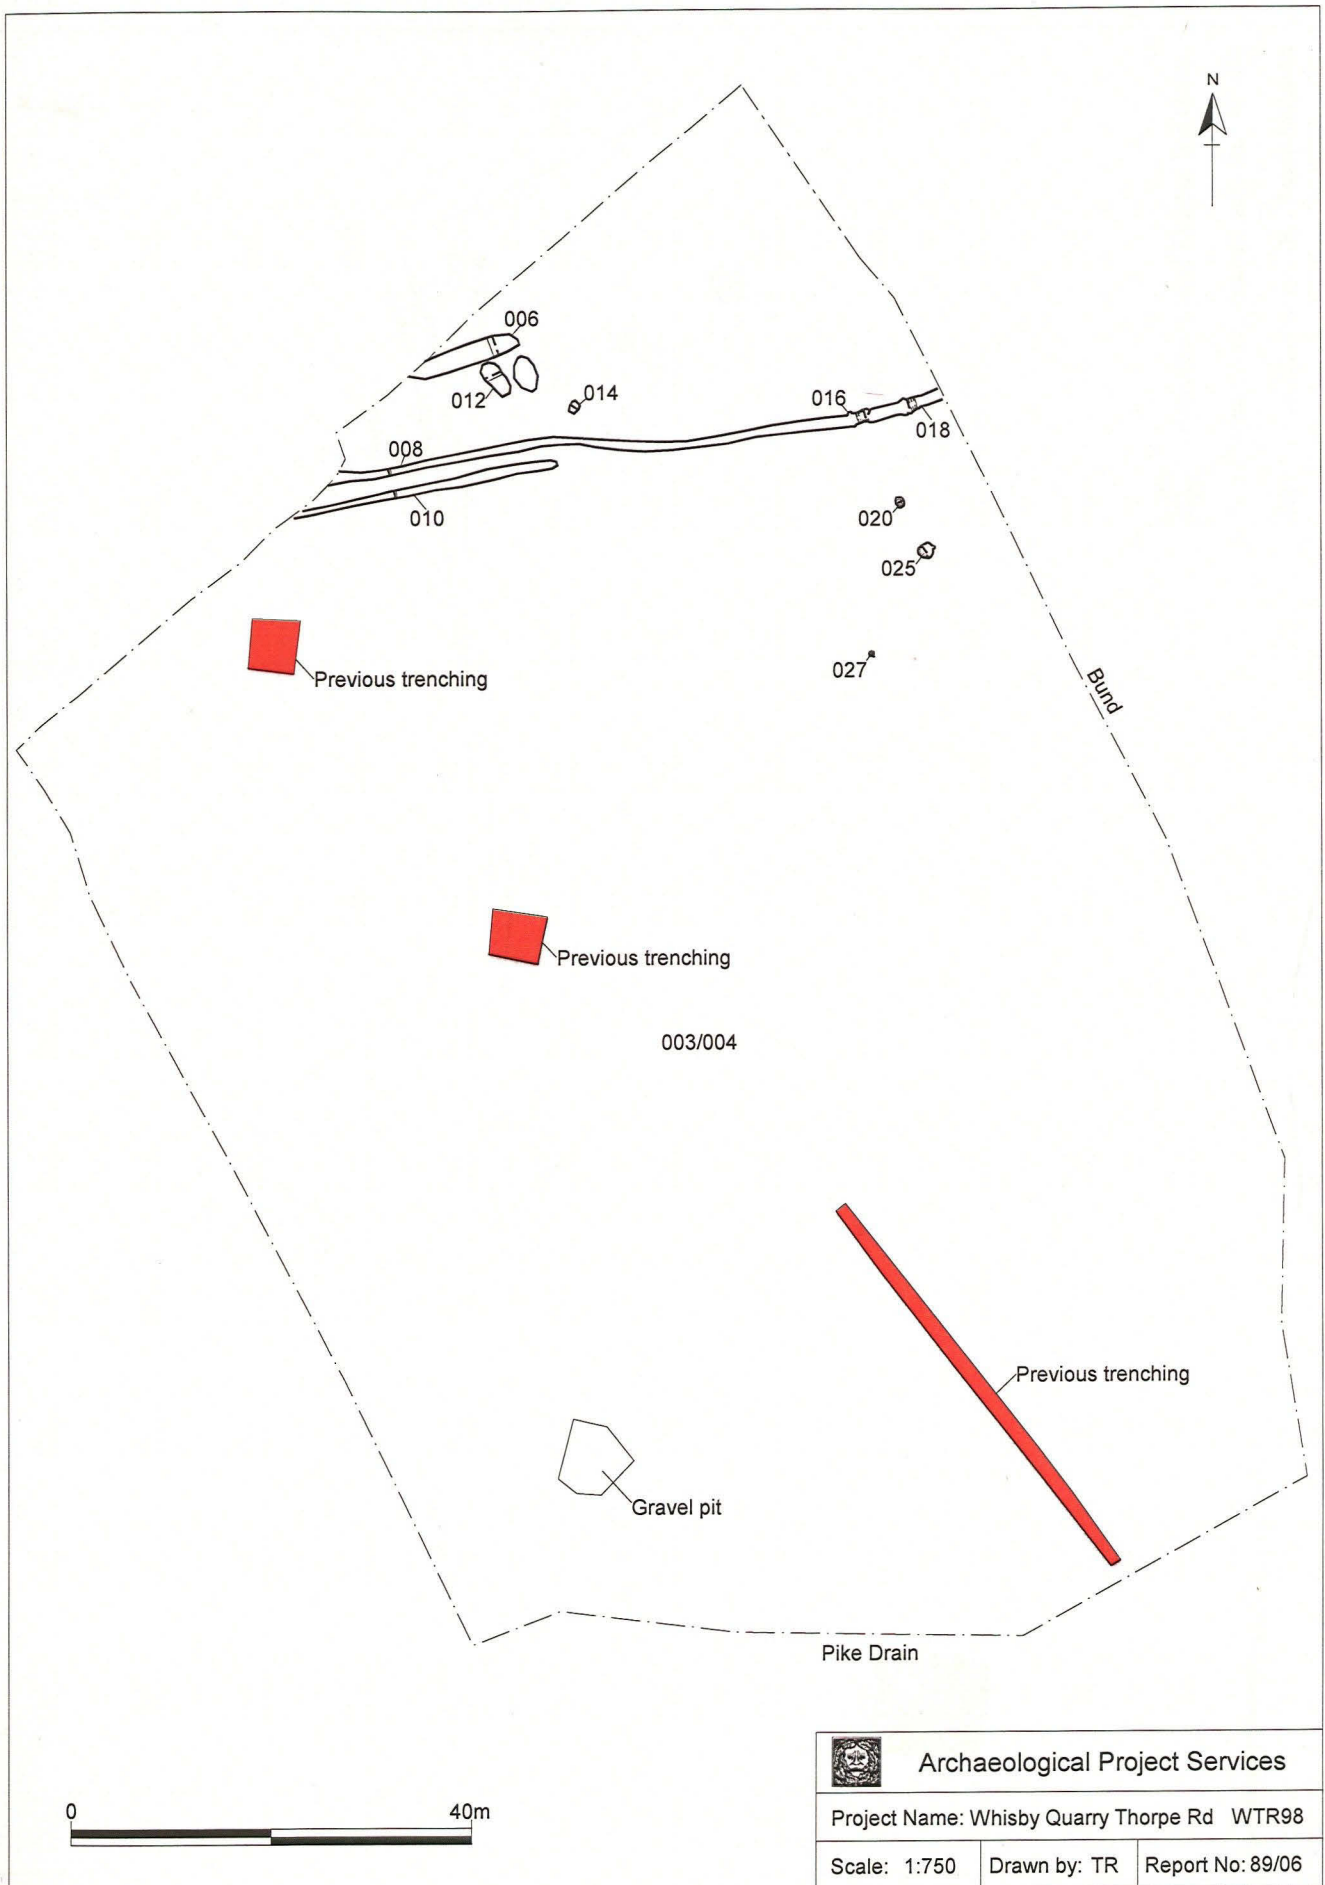 N
006
012
014
016
018
008
010
020
025
027
Previous trenching
Bund
Previous trenching
003/004
Previous trenching
Gravel pit
Pike Drain
0 40m
Archaeological Project Services
Project Name: Whisby Quarry Thorpe Rd WTR98
Scale: 1:750 Drawn by: TR Report No: 89/06